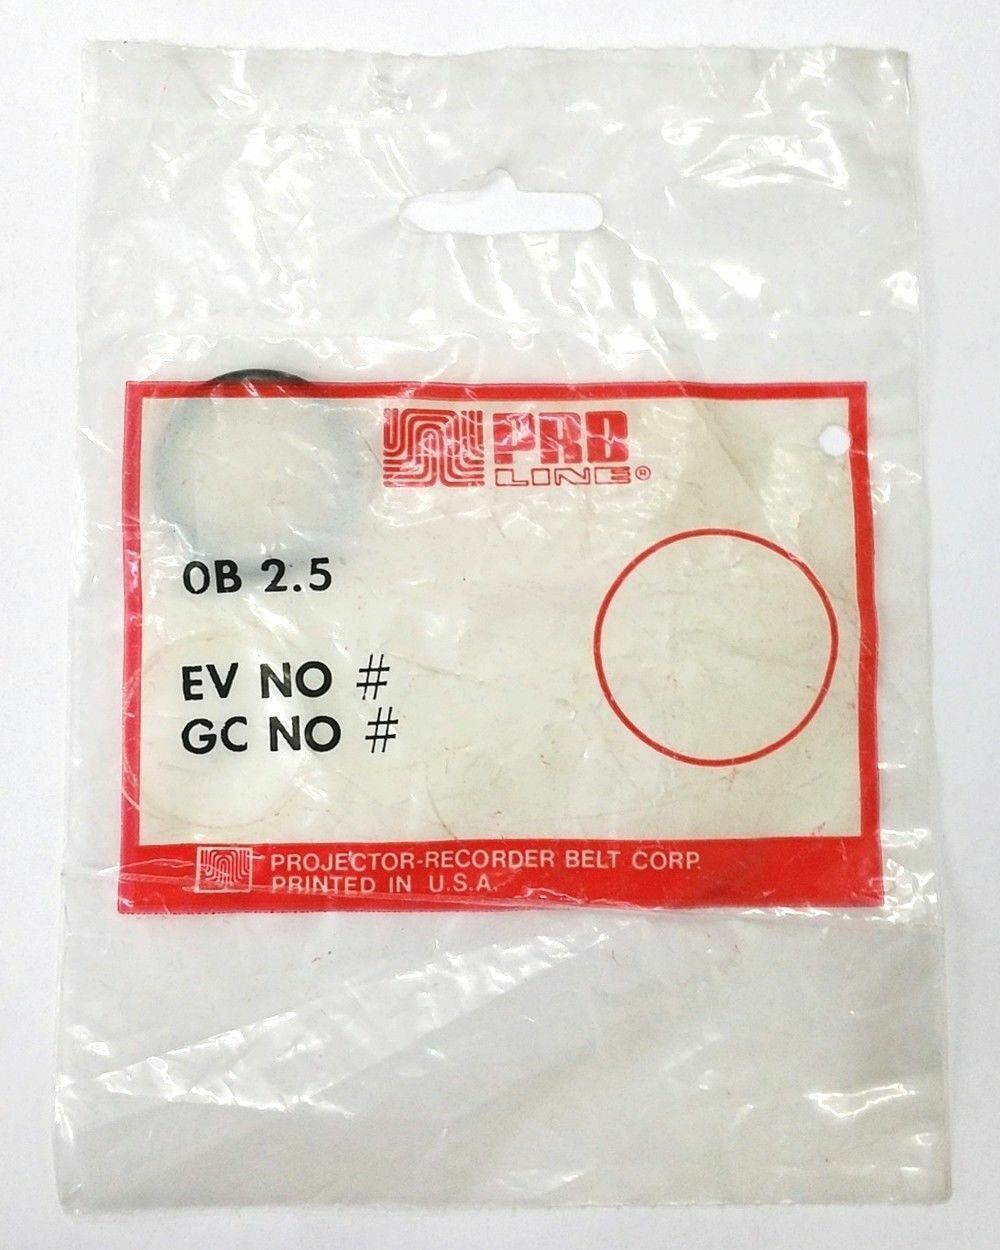 PRB
LINE®
OB 2.5
EV NO #
GC NO #
PROJECTOR-RECORDER BELT CORP.
PRINTED IN U.S.A.